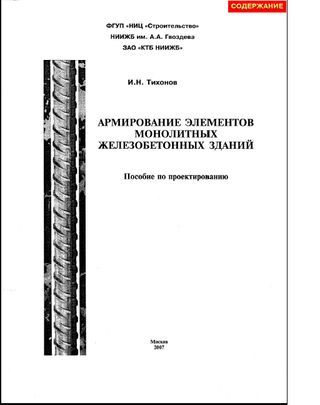 СОДЕРЖАНИЕ
ФГУП «НИЦ «Строительство»
НИИЖБ им. А.А. Гвоздева
ЗАО «КТБ НИИЖБ»
И.Н. Тихонов
АРМИРОВАНИЕ ЭЛЕМЕНТОВ
МОНОЛИТНЫХ
ЖЕЛЕЗОБЕТОННЫХ ЗДАНИЙ
Пособие по проектированию
Москва
2007